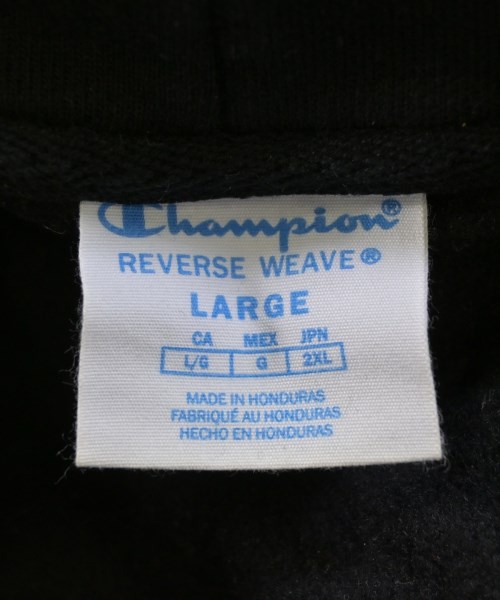 Champion®
REVERSE WEAVE®
LARGE
CA MEX JPN
L/G G 2XL
MADE IN HONDURAS
FABRIQUÉ AU HONDURAS
HECHO EN HONDURAS